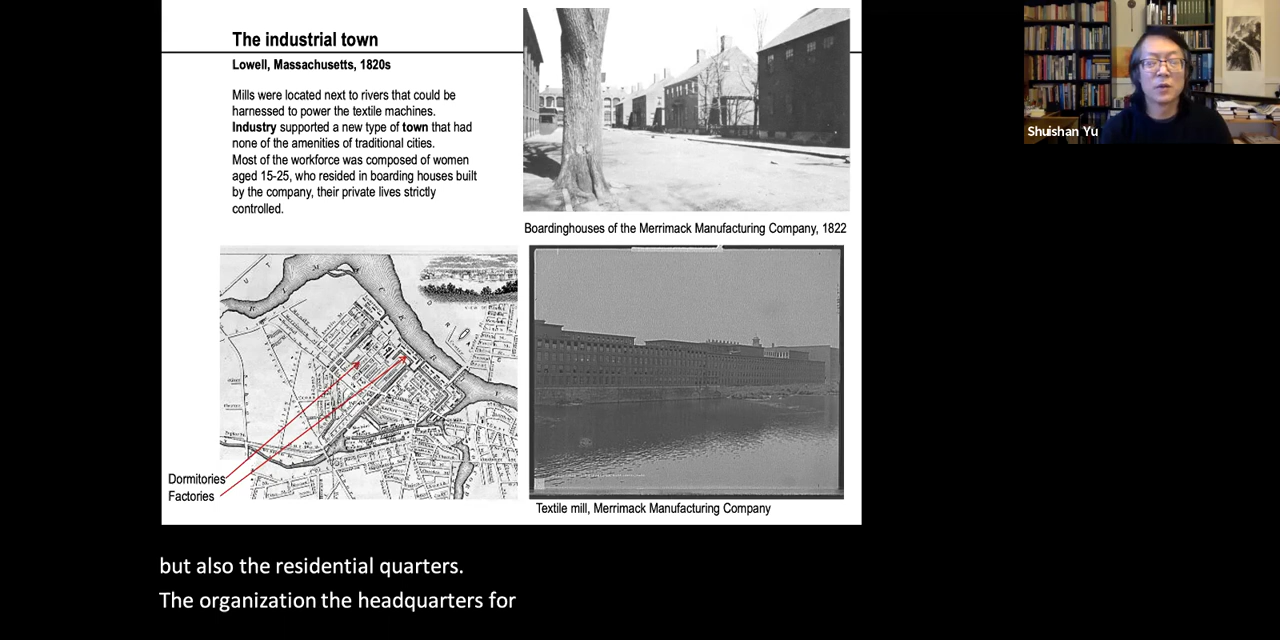 The industrial town
Lowell, Massachusetts, 1820s
Mills were located next to rivers that could be
harnessed to power the textile machines.
Industry supported a new type of town that had
none of the amenities of traditional cities.
Most of the workforce was composed of women
aged 15-25, who resided in boarding houses built
by the company, their private lives strictly
controlled.
Boardinghouses of the Merrimack Manufacturing Company, 1822
Dormitories
Factories
Textile mill, Merrimack Manufacturing Company
Shuishan Yu
but also the residential quarters.
The organization the headquarters for